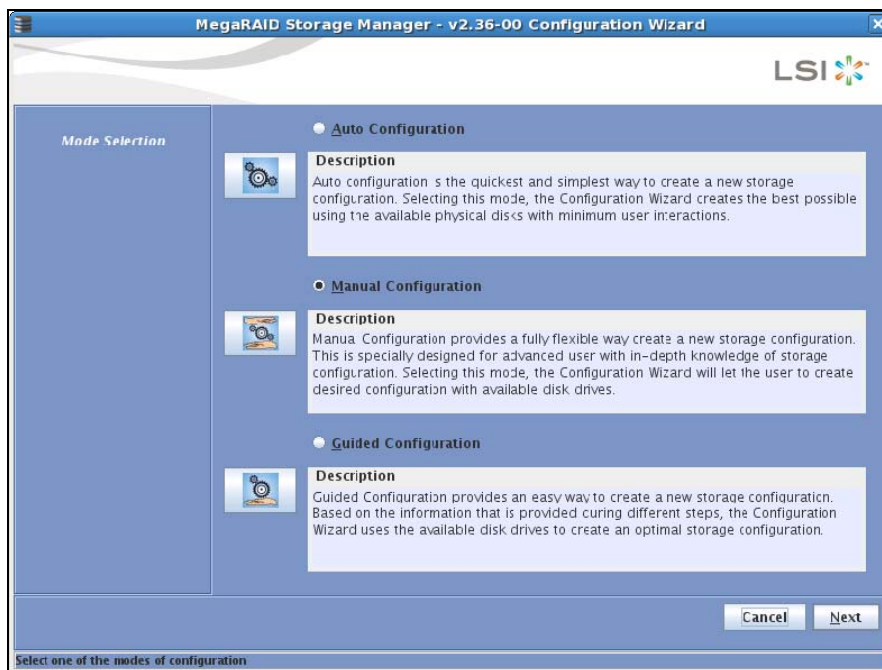 MegaRAID Storage Manager - v2.36-00 Configuration Wizard
LSI
Mode Selection
Auto Configuration
Description
Auto configuration s the quickest and simplest way to create a new storage
configuration. Selecting this mode, the Configuration Wizard creates the best possible
using the available physical disks with minimum user interactions.
Manual Configuration
Description
Manua Configuration provides a fully flexible way create a new storage configuration.
This is specially designed for advanced user with in-depth knowledge of storage
configuration. Selecting this mode, the Configuration Wizard will let the user to create
desired configuration with available disk drives.
Guided Configuration
Description
Guided Configuration provides an easy way to create a new storage configuration.
Based on the information that is provided during different steps, the Configuration
Wizard uses the available disk drives to create an optimal storage configuration.
Cancel Next
Select one of the modes of configuration